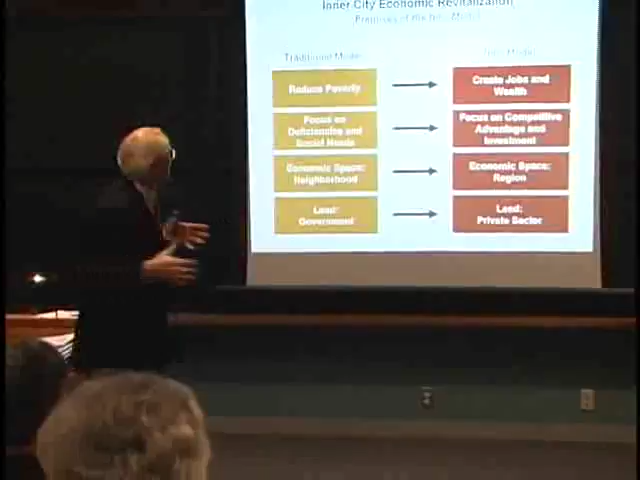 Inner City Economic Revitalization
Premises of the New Model
Traditional Model
New Model
Reduce Poverty
Create Jobs and
Wealth
Focus on
Deficiencies and
Social Needs
Focus on Competitive
Advantage and
Investment
Economic Space:
Neighborhood
Economic Space:
Region
Lead:
Government
Lead:
Private Sector